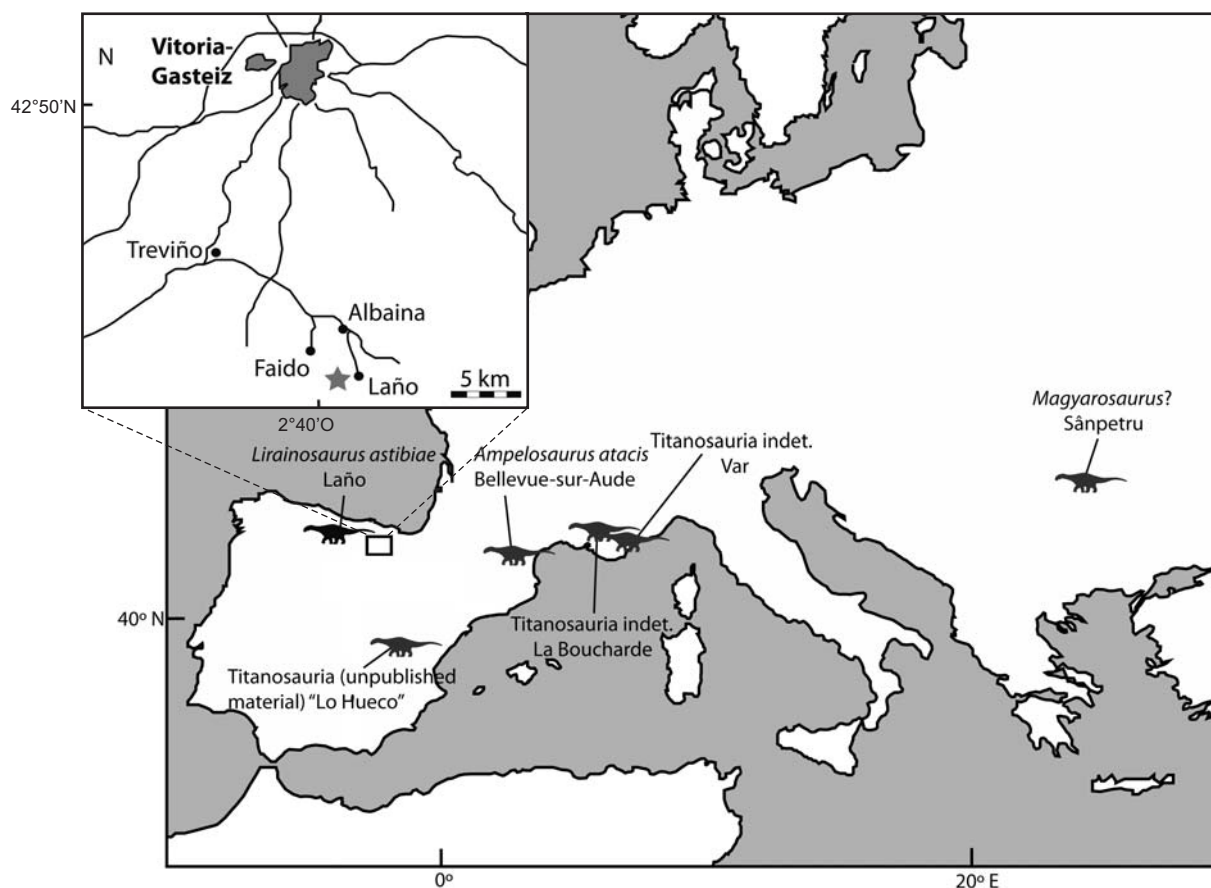 N
Vitoria-
Gasteiz
42°50'N
Treviño
Albaina
Faido
Laño
5 km
2°40'O
Lirainosaurus astibiae
Laño
Ampelosaurus atacis
Bellevue-sur-Aude
Titanosauria indet.
Var
Magyarosaurus?
Sânpetru
40º N
Titanosauria indet.
La Boucharde
Titanosauria (unpublished
material) “Lo Hueco”
0º
20º E